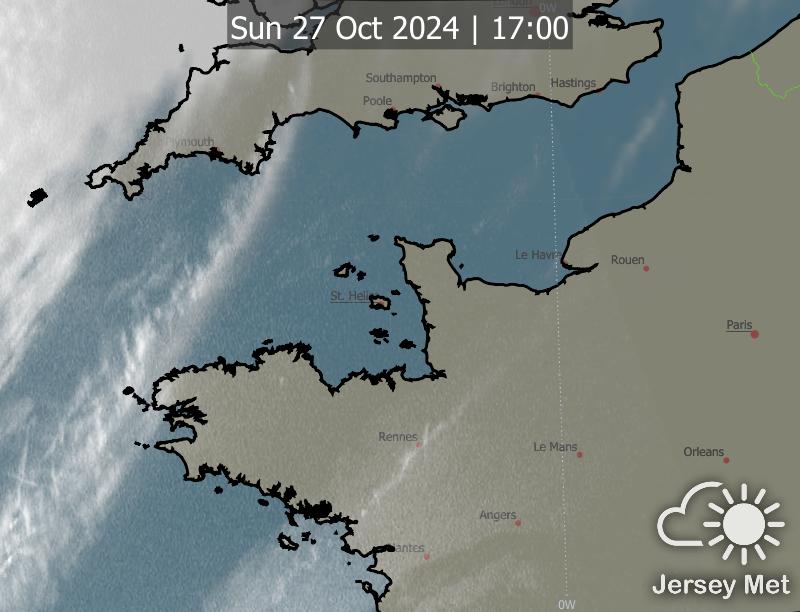 London
0W
Sun 27 Oct 2024 | 17:00
Southampton
Brighton
Hastings
Poole
Plymouth
Le Havre
Rouen
St. Helier
Paris
Rennes
Le Mans
Orleans
Angers
Nantes
Jersey Met
0W